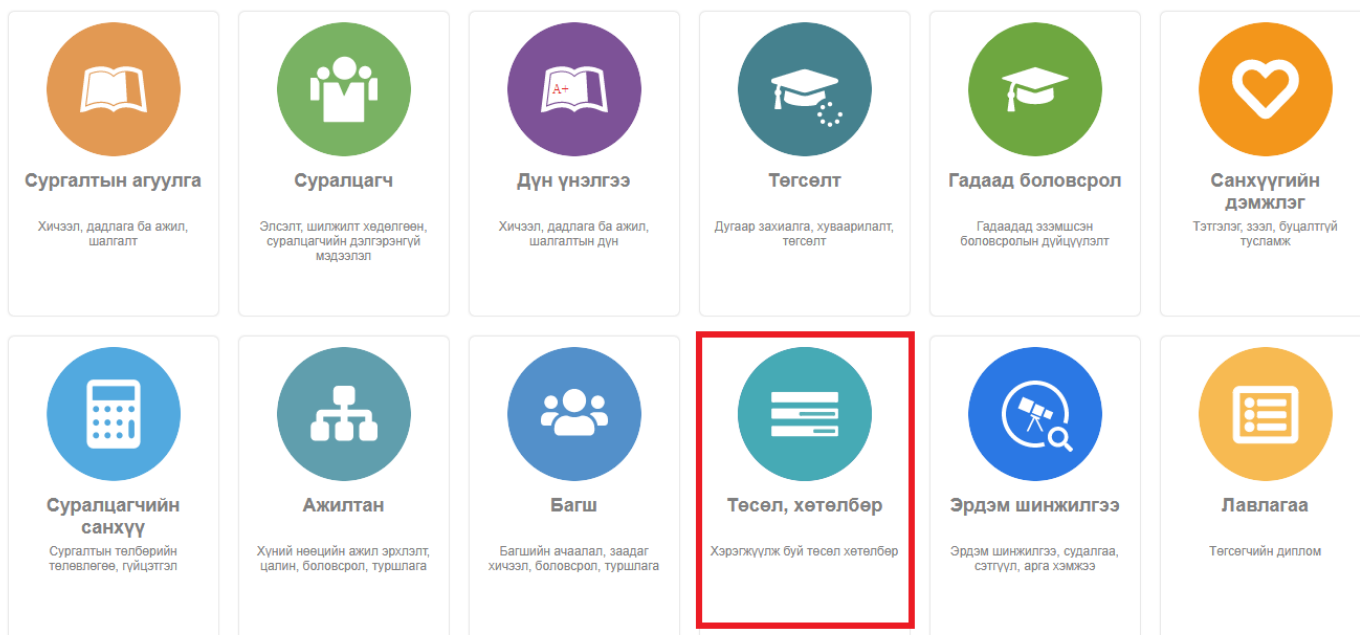 A+
Сургалтын агуулга
Хичээл, дадлага ба ажил,
шалгалт
Суралцагч
Элсэлт, шилжилт хөдөлгөөн,
суралцагчийн дэлгэрэнгүй
мэдээлэл
Дүн үнэлгээ
Хичээл, дадлага ба ажил,
шалгалтын дүн
Төгсөлт
Дугаар захиалга, хуваарилалт,
төгсөлт
Гадаад боловсрол
Гадаадад эзэмшсэн
боловсролын дүйцүүлэлт
Санхүүгийн
дэмжлэг
Тэтгэлэг, зээл, буцалтгүй
тусламж
Суралцагчийн
санхүү
Сургалтын төлбөрийн
төлөвлөгөө, гүйцэтгэл
Ажилтан
Хүний нөөцийн ажил эрхлэлт,
цалин, боловсрол, туршлага
Багш
Багшийн ачаалал, заадаг
хичээл, боловсрол, туршлага
Төсөл, хөтөлбөр
Хэрэгжүүлж буй төсөл хөтөлбөр
Эрдэм шинжилгээ
Эрдэм шинжилгээ, судалгаа,
сэтгүүл, арга хэмжээ
Лавлагаа
Төгсөгчийн диплом